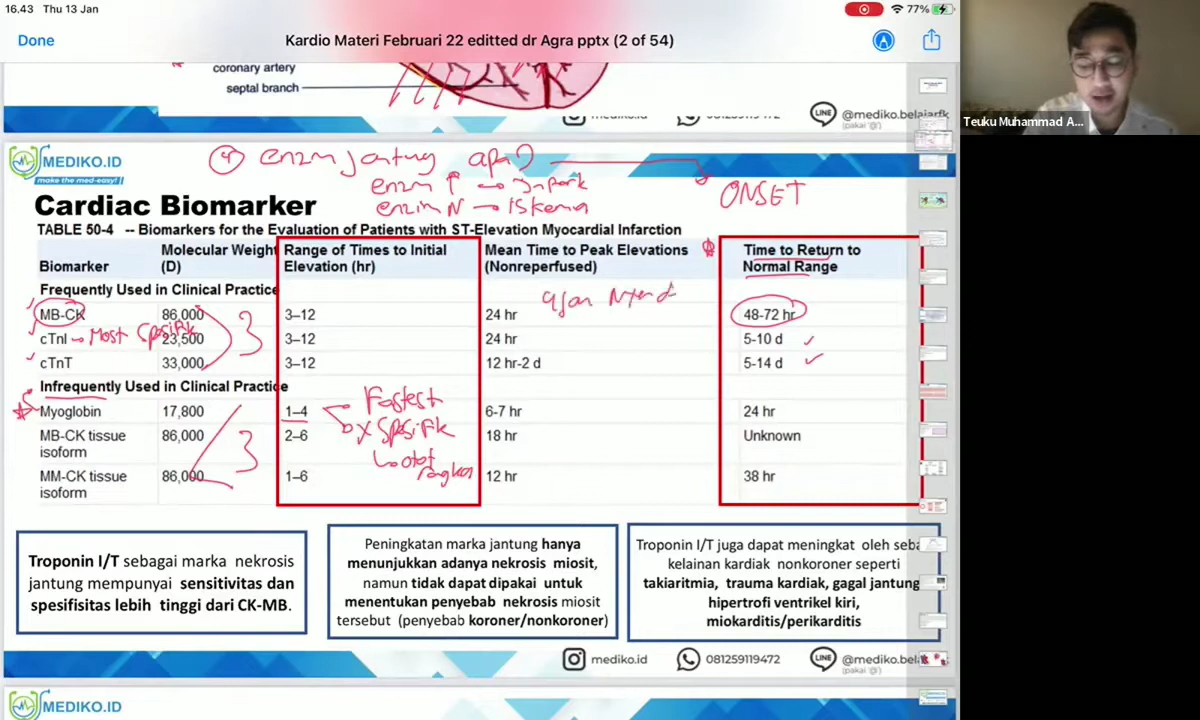 16.43 Thu 13 Jan
77%
Done
Kardio Materi Februari 22 editted dr Agra pptx (2 of 54)
coronary artery
septal branch
@mediko.belajarfk
(pakai '@')
Teuku Muhammad A...
MEDIKO.ID
make the med-easy!
4 enzim jantung apa?
ONSET
enzim ↑ → infark
enzim N → iskemia
Cardiac Biomarker
TABLE 50-4 -- Biomarkers for the Evaluation of Patients with ST-Elevation Myocardial Infarction
Biomarker
Molecular Weight (D)
Range of Times to Initial Elevation (hr)
Mean Time to Peak Elevations (Nonreperfused)
Time to Return to Normal Range
Frequently Used in Clinical Practice
MB-CK 86,000 3–12 24 hr 48-72 hr
cTnI → Most Spesifik 23,500 3–12 24 hr 5-10 d
cTnT 33,000 3–12 12 hr-2 d 5-14 d
3
Infrequently Used in Clinical Practice
Myoglobin 17,800 1–4 6-7 hr 24 hr
Fastest
x Spesifik
otot rangka
MB-CK tissue isoform 86,000 2–6 18 hr Unknown
3
MM-CK tissue isoform 86,000 1–6 12 hr 38 hr
Troponin I/T sebagai marka nekrosis
jantung mempunyai sensitivitas dan
spesifisitas lebih tinggi dari CK-MB.
Peningkatan marka jantung hanya
menunjukkan adanya nekrosis miosit,
namun tidak dapat dipakai untuk
menentukan penyebab nekrosis miosit
tersebut (penyebab koroner/nonkoroner)
Troponin I/T juga dapat meningkat oleh seba
kelainan kardiak nonkoroner seperti
takiaritmia, trauma kardiak, gagal jantung
hipertrofi ventrikel kiri,
miokarditis/perikarditis
mediko.id
081259119472
@mediko.bela
(pakai '@')
MEDIKO.ID